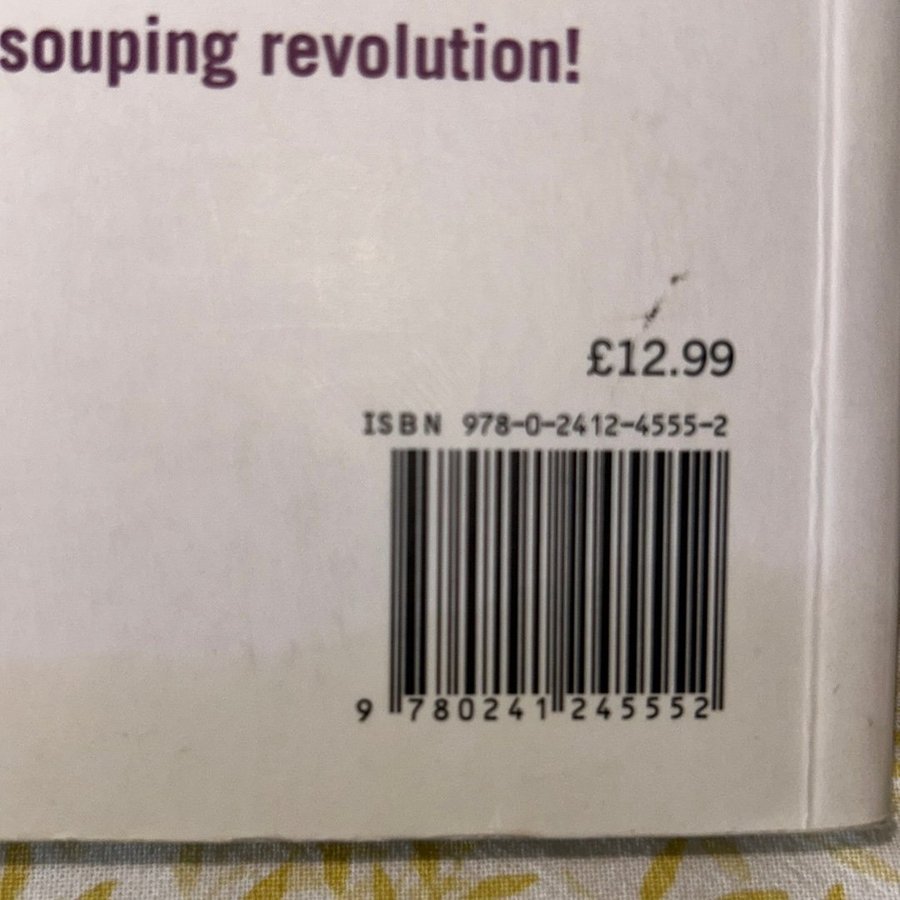 souping revolution!
£12.99
ISBN 978-0-2412-4555-2
9 780241 245552